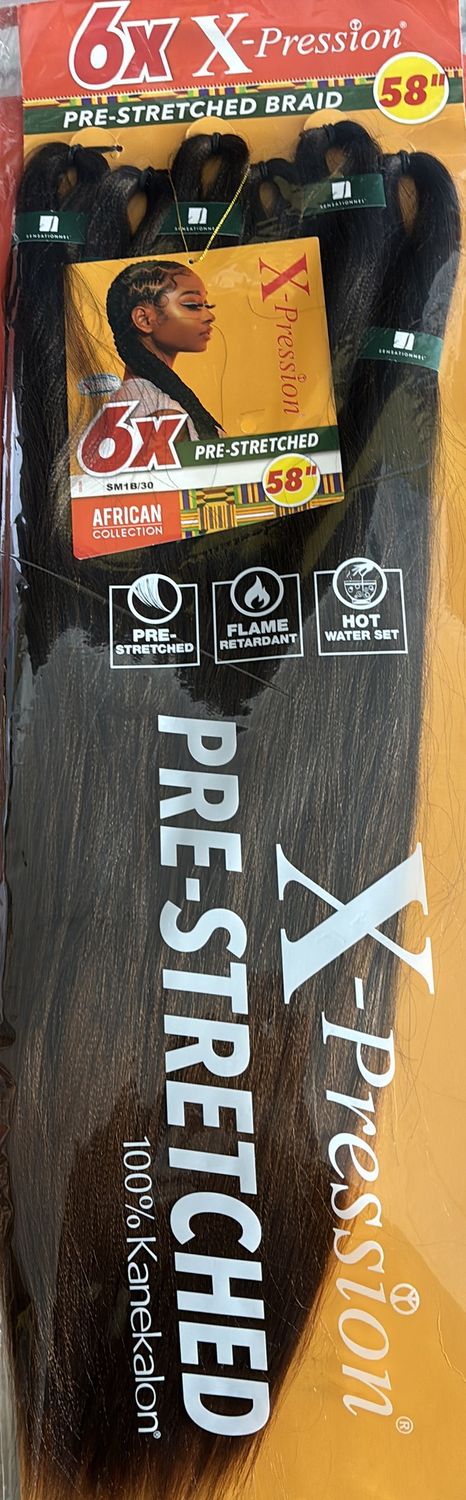 6X X-Pression®
58"
PRE-STRETCHED BRAID
SENSATIONNEL
SENSATIONNEL
SENSATIONNEL
SENSATIONNEL
X-Pression
6X PRE-STRETCHED
SM1B/30
58"
AFRICAN
COLLECTION
PRE-
STRETCHED
FLAME
RETARDANT
HOT
WATER SET
X-Pression®
PRE-STRETCHED
100% Kanekalon®